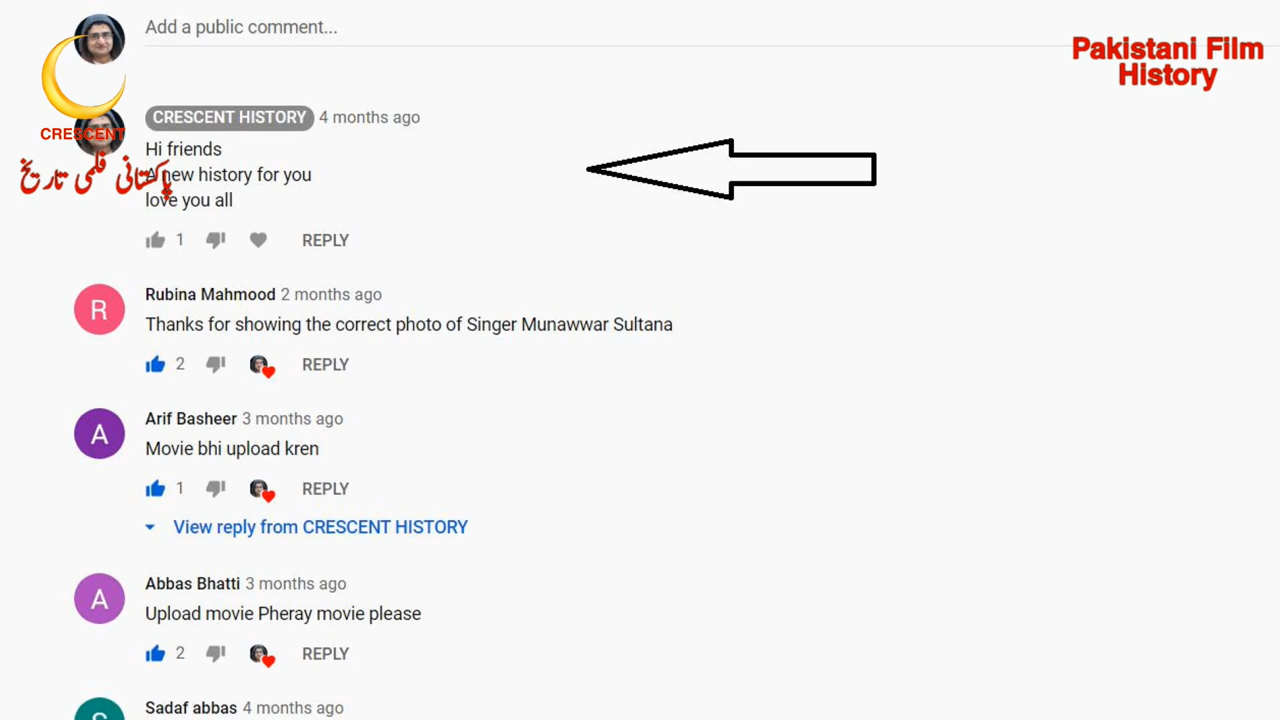 Add a public comment...
Pakistani Film
History
CRESCENT HISTORY 4 months ago
CRESCENT
Hi friends
پاکستانی فلمی تاریخ
A new history for you
love you all
1 REPLY
R
Rubina Mahmood 2 months ago
Thanks for showing the correct photo of Singer Munawwar Sultana
2 REPLY
A
Arif Basheer 3 months ago
Movie bhi upload kren
1 REPLY
View reply from CRESCENT HISTORY
A
Abbas Bhatti 3 months ago
Upload movie Pheray movie please
2 REPLY
S
Sadaf abbas 4 months ago